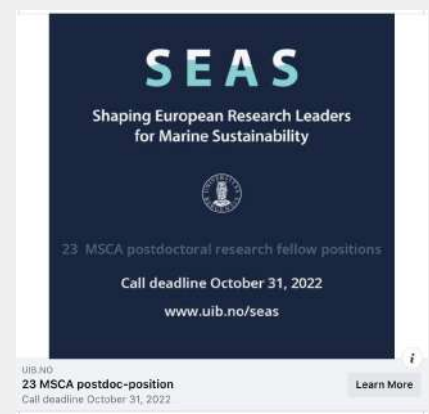 SEAS
Shaping European Research Leaders
for Marine Sustainability
23 MSCA postdoctoral research fellow positions
Call deadline October 31, 2022
www.uib.no/seas
i
UIB.NO
23 MSCA postdoc-position
Learn More
Call deadline October 31, 2022